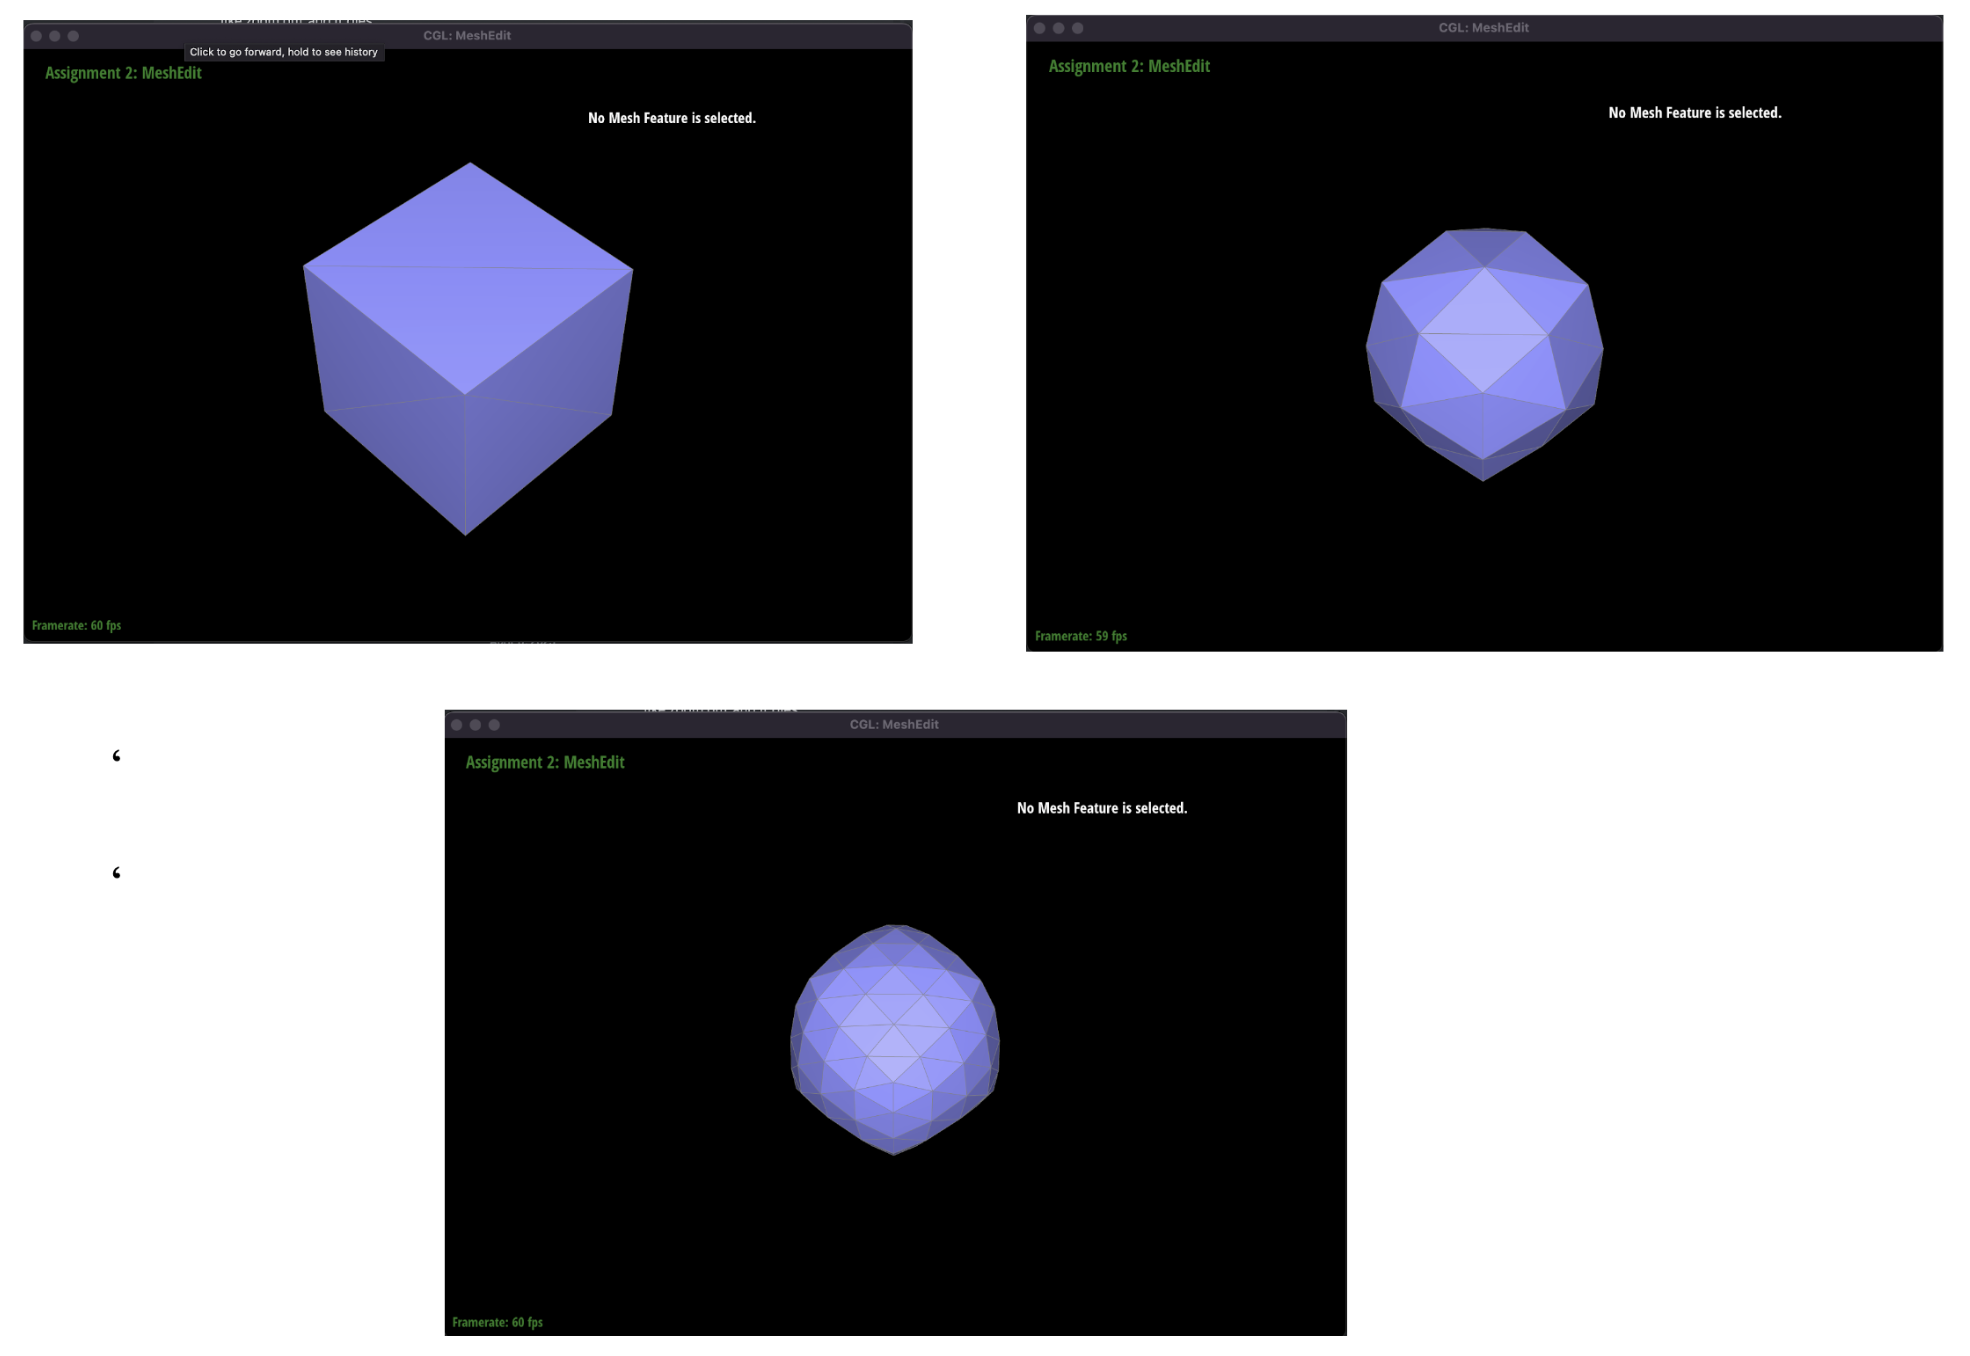 CGL: MeshEdit
Click to go forward, hold to see history
Assignment 2: MeshEdit
No Mesh Feature is selected.
Framerate: 60 fps
CGL: MeshEdit
Assignment 2: MeshEdit
No Mesh Feature is selected.
Framerate: 59 fps
‘
‘
CGL: MeshEdit
Assignment 2: MeshEdit
No Mesh Feature is selected.
Framerate: 60 fps